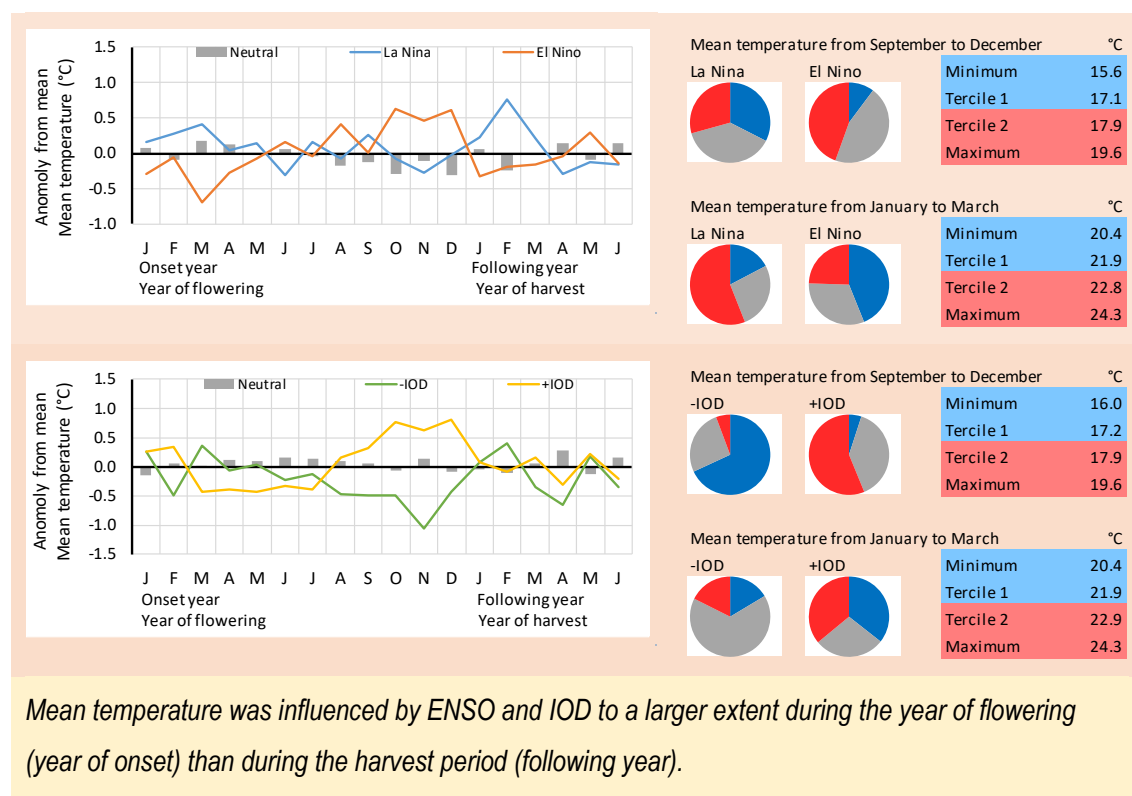 1.5
1.0
0.5
0.0
-0.5
-1.0
Anomoly from mean
Mean temperature (°C)
Neutral La Nina El Nino
J F M A M J J A S O N D J F M A M J
Onset year Following year
Year of flowering Year of harvest
Mean temperature from September to December °C
La Nina El Nino
Minimum 15.6
Tercile 1 17.1
Tercile 2 17.9
Maximum 19.6
Mean temperature from January to March °C
La Nina El Nino
Minimum 20.4
Tercile 1 21.9
Tercile 2 22.8
Maximum 24.3
1.5
1.0
0.5
0.0
-0.5
-1.0
-1.5
Anomoly from mean
Mean temperature (°C)
Neutral -IOD +IOD
J F M A M J J A S O N D J F M A M J
Onset year Following year
Year of flowering Year of harvest
Mean temperature from September to December °C
-IOD +IOD
Minimum 16.0
Tercile 1 17.2
Tercile 2 17.9
Maximum 19.6
Mean temperature from January to March °C
-IOD +IOD
Minimum 20.4
Tercile 1 21.9
Tercile 2 22.9
Maximum 24.3
Mean temperature was influenced by ENSO and IOD to a larger extent during the year of flowering
(year of onset) than during the harvest period (following year).